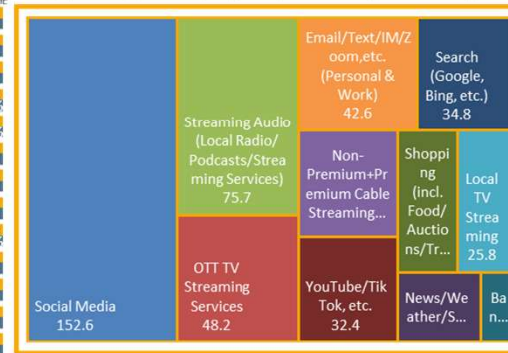 Social Media
152.6
Streaming Audio
(Local Radio/
Podcasts/Strea
ming Services)
75.7
OTT TV
Streaming
Services
48.2
Email/Text/IM/Z
oom,etc.
(Personal &
Work)
42.6
Search
(Google,
Bing, etc.)
34.8
Non-
Premium+Pr
emium Cable
Streaming...
Shoppi
ng
(incl.
Food/
Auctio
ns/Tr...
Local
TV
Strea
ming
25.8
YouTube/Tik
Tok, etc.
32.4
News/We
ather/S...
Ba
n...